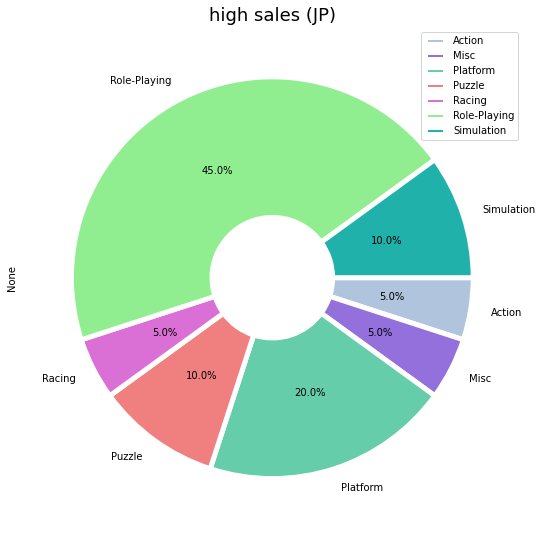 high sales (JP)
Action
Misc
Platform
Puzzle
Racing
Role-Playing
Simulation
Role-Playing
45.0%
Simulation
10.0%
5.0%
Action
None
5.0%
Racing
5.0%
Misc
10.0%
20.0%
Puzzle
Platform